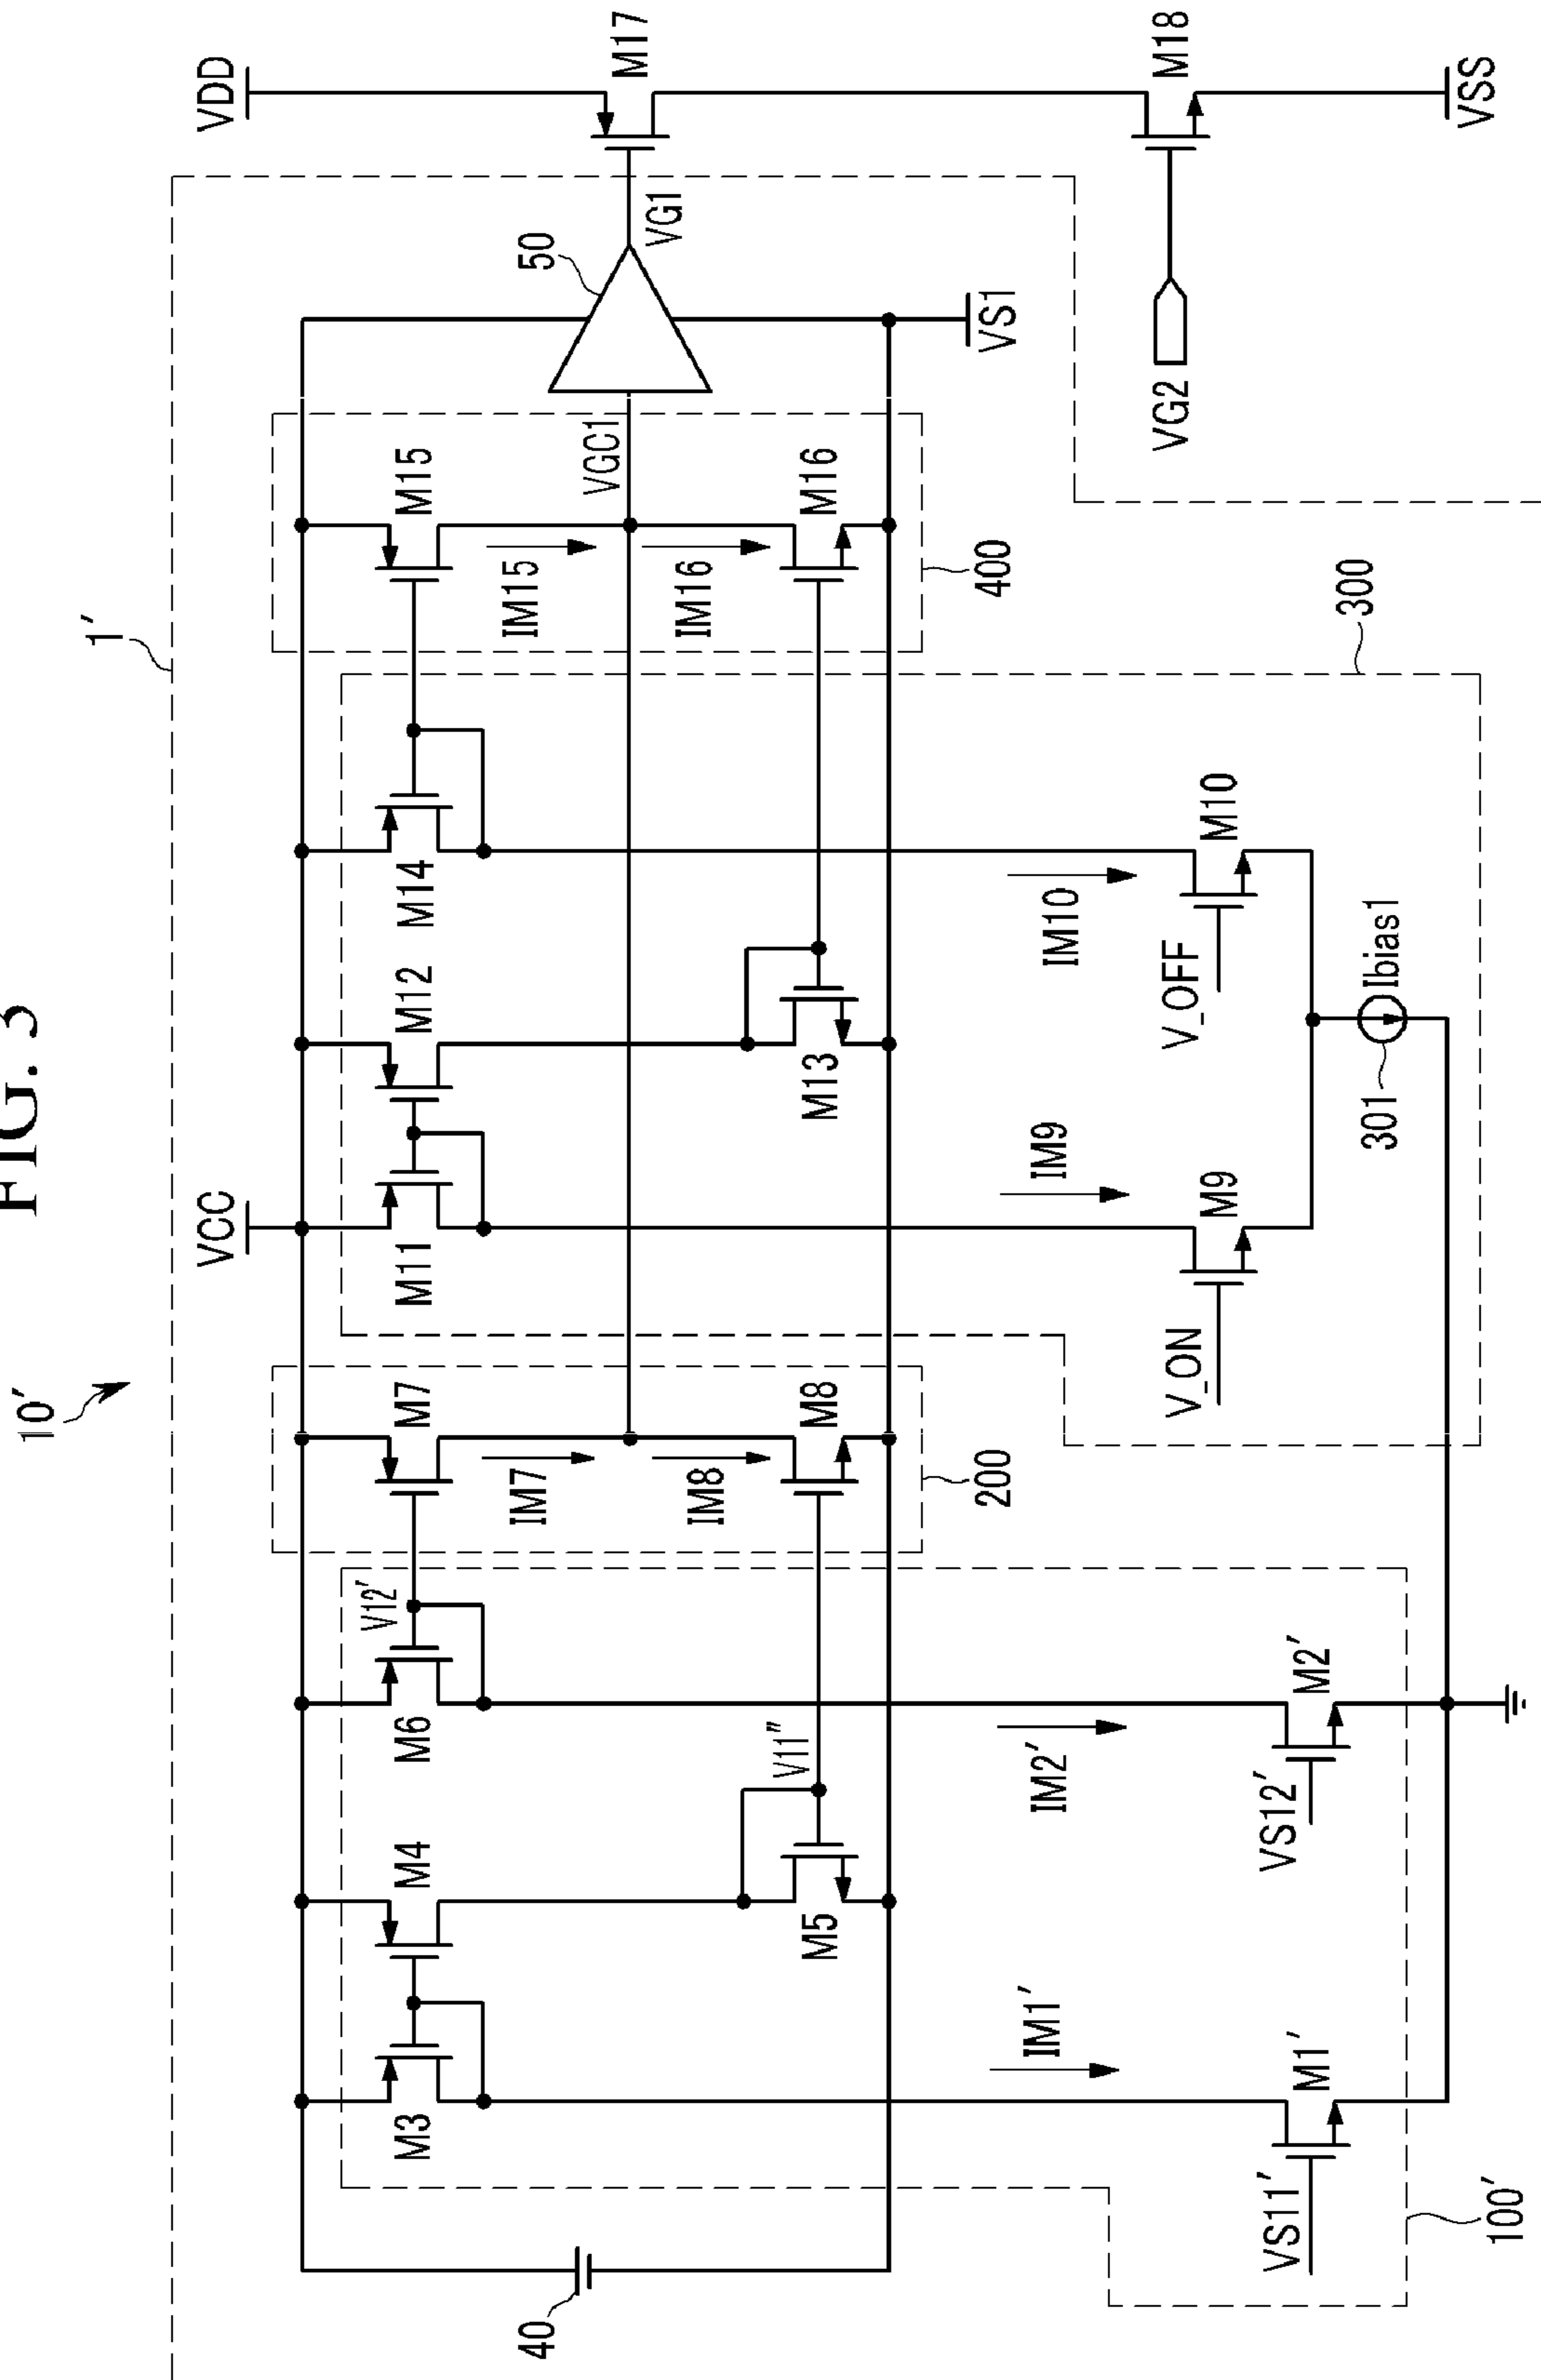 FIG. 3
10′
1′
VCC
VDD
M17
VG1
50
VS1
M18
VSS
VG2
M15
VGC1
IM15
IM16
M16
400
300
M14
M12
M11
M13
IM10
M10
V_OFF
Ibias1
301
IM9
M9
V_ON
M7
IM7
IM8
M8
200
V12′
M6
M4
M3
V11″
M5
IM2′
M2′
VS12′
IM1′
M1′
VS11′
100′
40